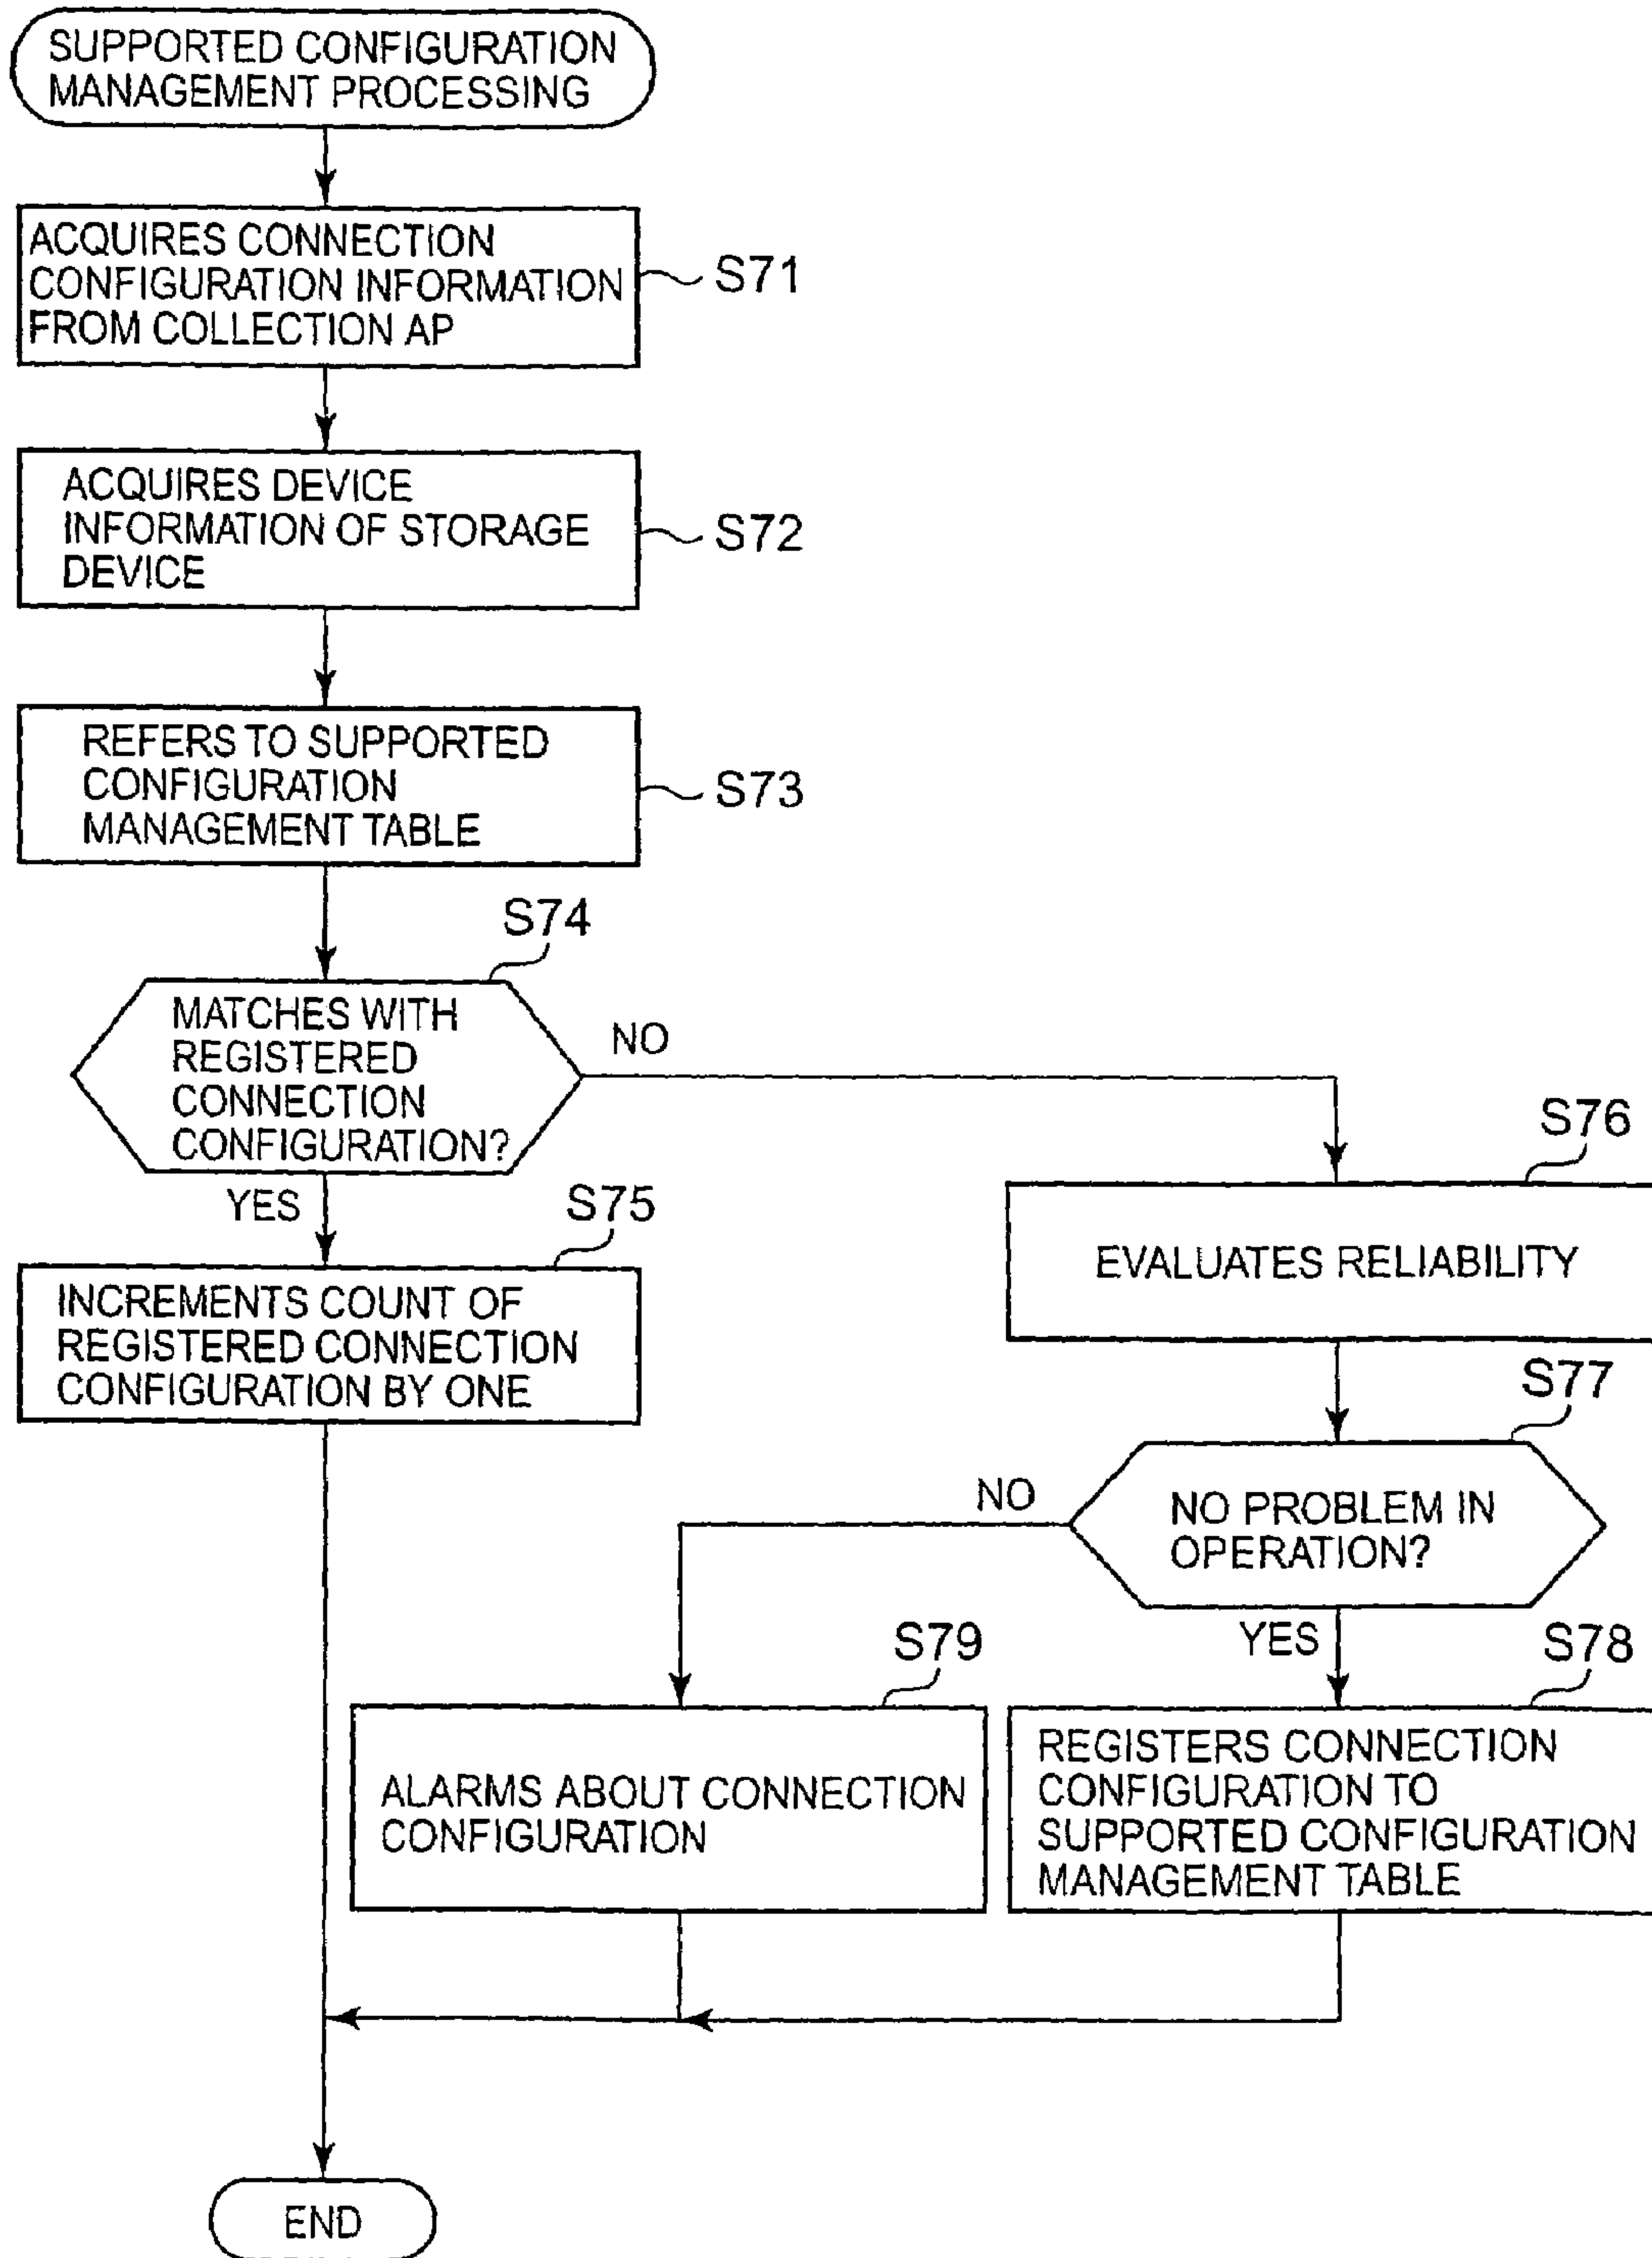 SUPPORTED CONFIGURATION
MANAGEMENT PROCESSING
ACQUIRES CONNECTION
CONFIGURATION INFORMATION
FROM COLLECTION AP
S71
ACQUIRES DEVICE
INFORMATION OF STORAGE
DEVICE
S72
REFERS TO SUPPORTED
CONFIGURATION
MANAGEMENT TABLE
S73
S74
MATCHES WITH
REGISTERED
CONNECTION
CONFIGURATION?
NO
YES
S75
INCREMENTS COUNT OF
REGISTERED CONNECTION
CONFIGURATION BY ONE
S76
EVALUATES RELIABILITY
S77
NO PROBLEM IN
OPERATION?
NO
YES
S79
ALARMS ABOUT CONNECTION
CONFIGURATION
S78
REGISTERS CONNECTION
CONFIGURATION TO
SUPPORTED CONFIGURATION
MANAGEMENT TABLE
END